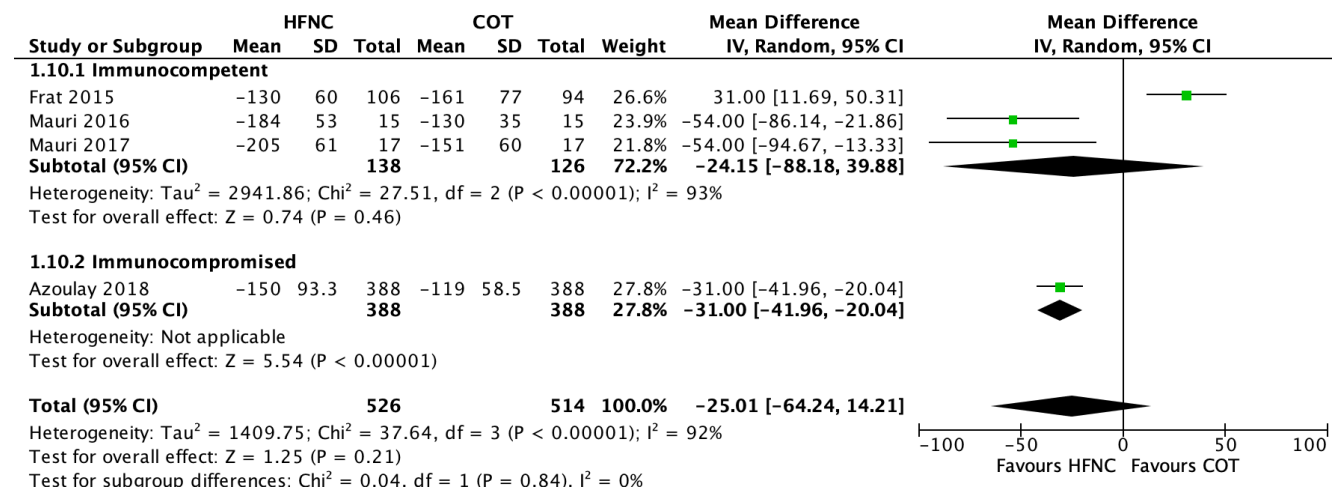 HFNC COT Mean Difference Mean Difference
Study or Subgroup Mean SD Total Mean SD Total Weight IV, Random, 95% CI IV, Random, 95% CI
1.10.1 Immunocompetent
Frat 2015 −130 60 106 −161 77 94 26.6% 31.00 [11.69, 50.31]
Mauri 2016 −184 53 15 −130 35 15 23.9% −54.00 [−86.14, −21.86]
Mauri 2017 −205 61 17 −151 60 17 21.8% −54.00 [−94.67, −13.33]
Subtotal (95% CI) 138 126 72.2% −24.15 [−88.18, 39.88]
Heterogeneity: Tau² = 2941.86; Chi² = 27.51, df = 2 (P < 0.00001); I² = 93%
Test for overall effect: Z = 0.74 (P = 0.46)
1.10.2 Immunocompromised
Azoulay 2018 −150 93.3 388 −119 58.5 388 27.8% −31.00 [−41.96, −20.04]
Subtotal (95% CI) 388 388 27.8% −31.00 [−41.96, −20.04]
Heterogeneity: Not applicable
Test for overall effect: Z = 5.54 (P < 0.00001)
Total (95% CI) 526 514 100.0% −25.01 [−64.24, 14.21]
Heterogeneity: Tau² = 1409.75; Chi² = 37.64, df = 3 (P < 0.00001); I² = 92%
Test for overall effect: Z = 1.25 (P = 0.21)
Test for subgroup differences: Chi² = 0.04, df = 1 (P = 0.84), I² = 0%
−100 −50 0 50 100
Favours HFNC Favours COT